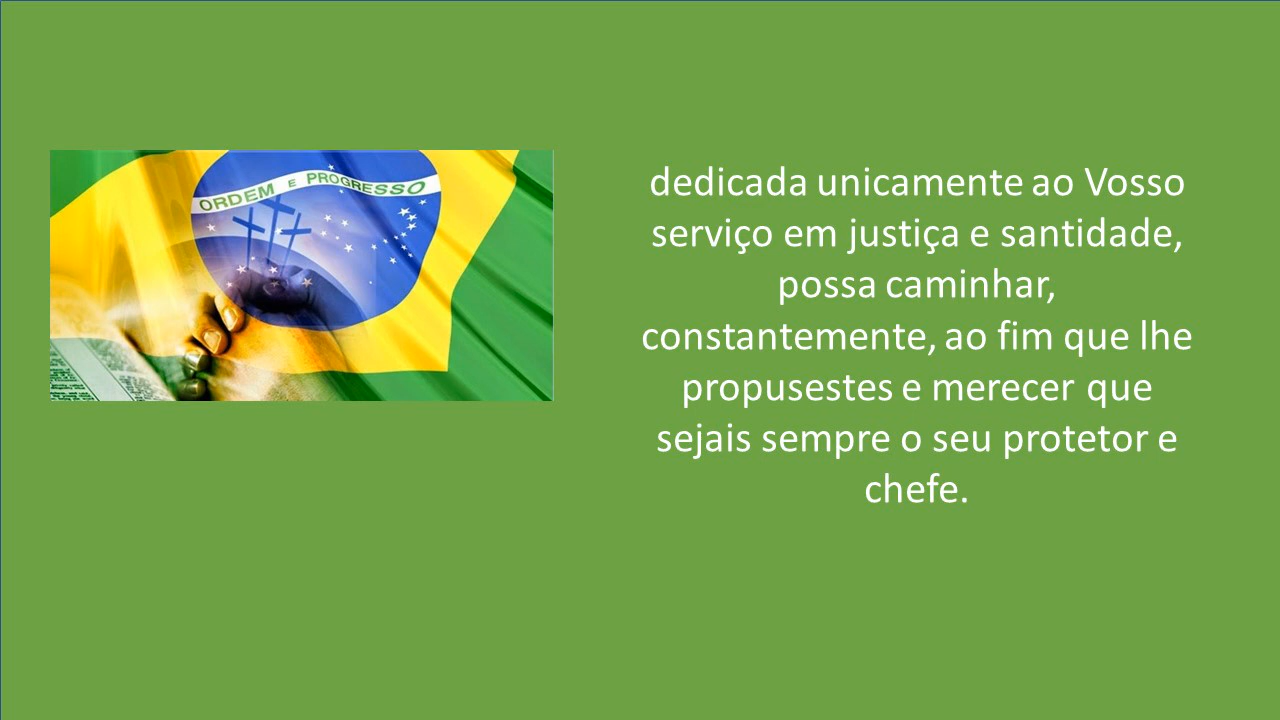 ORDEM E PROGRESSO
dedicada unicamente ao Vosso
serviço em justiça e santidade,
possa caminhar,
constantemente, ao fim que lhe
propusestes e merecer que
sejais sempre o seu protetor e
chefe.